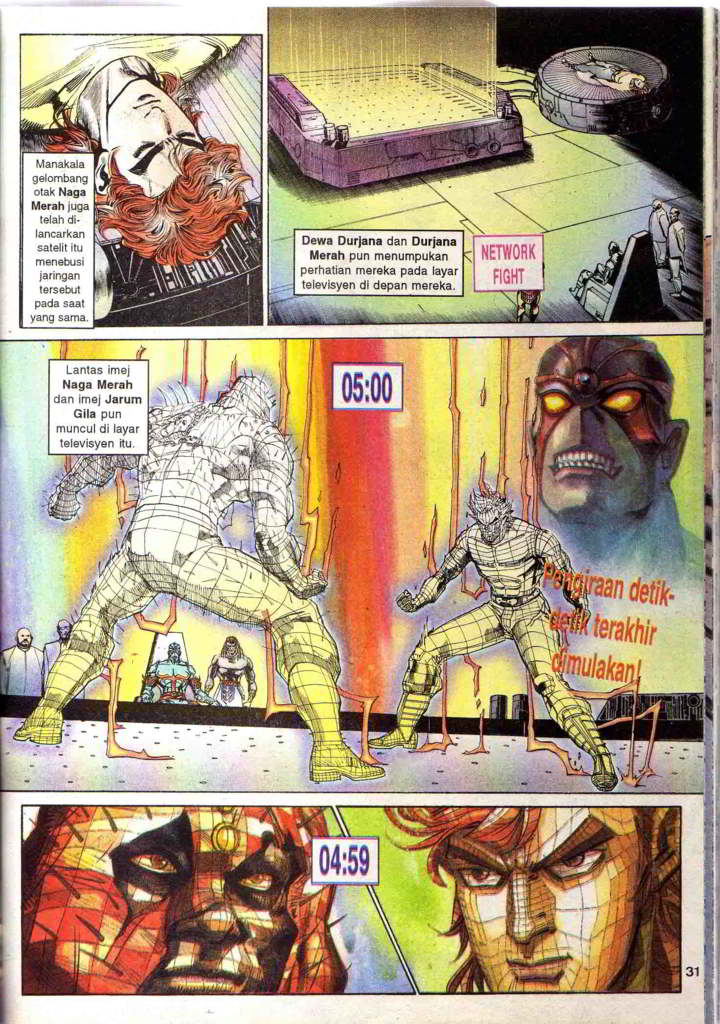 Manakala
gelombang
otak Naga
Merah juga
telah di-
lancarkan
satelit itu
menebusi
jaringan
tersebut
pada saat
yang sama.
Dewa Durjana dan Durjana
Merah pun menumpukan
perhatian mereka pada layar
televisyen di depan mereka.
NETWORK
FIGHT
Lantas imej
Naga Merah
dan imej Jarum
Gila pun
muncul di layar
televisyen itu.
05:00
Pengiraan detik-
detik terakhir
dimulakan!
04:59
31